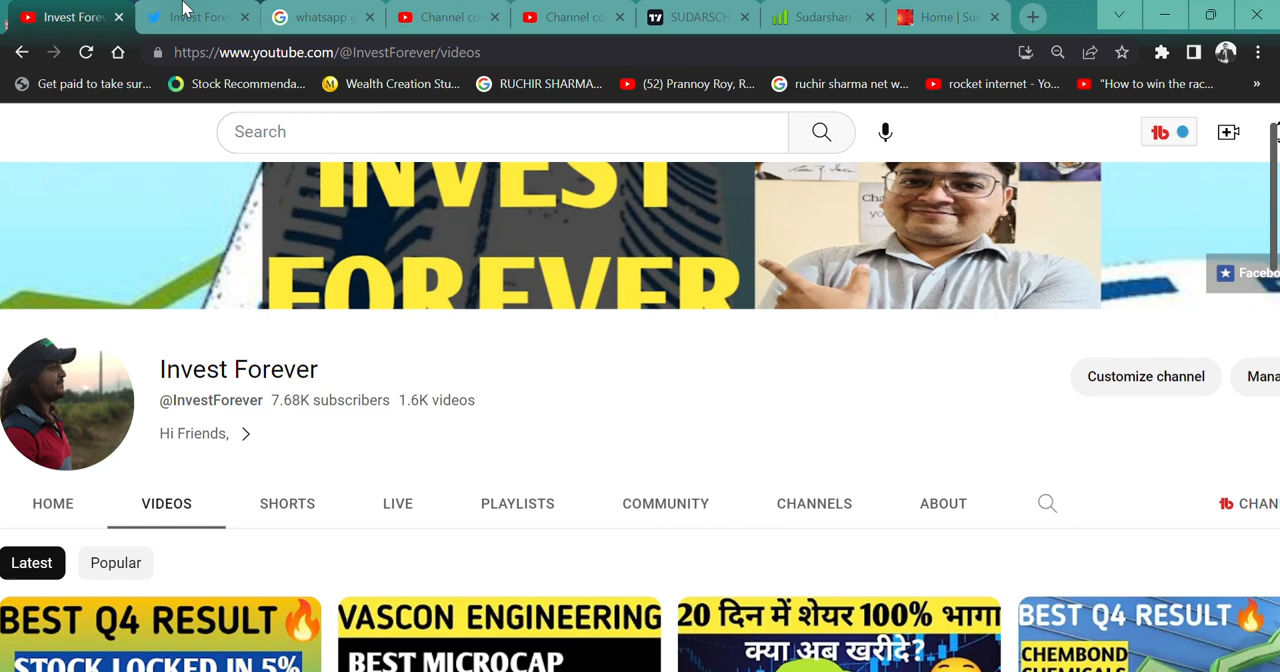 Invest Fore
Invest Fores
whatsapp g
Channel co
Channel co
SUDARSCH
Sudarshan
Home | Suc
https://www.youtube.com/@InvestForever/videos
Get paid to take sur...
Stock Recommenda...
Wealth Creation Stu...
RUCHIR SHARMA...
(52) Prannoy Roy, R...
ruchir sharma net w...
rocket internet - Yo...
"How to win the rac...
»
Search
INVEST
FOREVER
Cha
yo
Facebo
Invest Forever
@InvestForever 7.68K subscribers 1.6K videos
Hi Friends,
Customize channel
Mana
HOME
VIDEOS
SHORTS
LIVE
PLAYLISTS
COMMUNITY
CHANNELS
ABOUT
CHAN
Latest
Popular
BEST Q4 RESULT🔥
STOCK LOCKED IN 5%
VASCON ENGINEERING
BEST MICROCAP
20 दिन में शेयर 100% भागा
क्या अब खरीदे?
BEST Q4 RESULT🔥
CHEMBOND
CHEMICALS